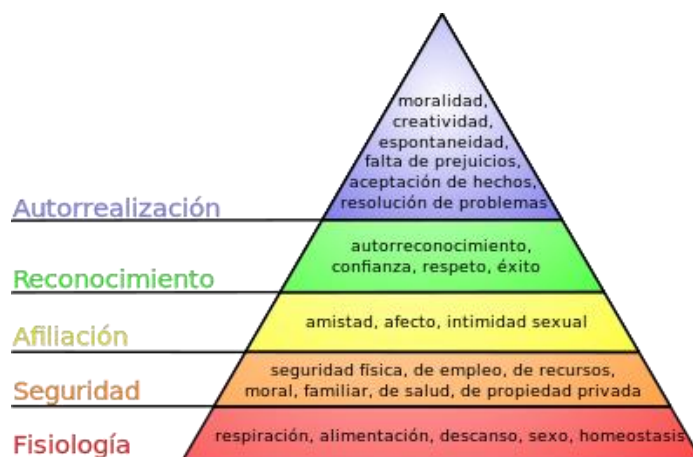 moralidad,
creatividad,
espontaneidad,
falta de prejuicios,
aceptación de hechos,
resolución de problemas
Autorrealización
autorreconocimiento,
confianza, respeto, éxito
Reconocimiento
amistad, afecto, intimidad sexual
Afiliación
seguridad física, de empleo, de recursos,
moral, familiar, de salud, de propiedad privada
Seguridad
respiración, alimentación, descanso, sexo, homeostasis
Fisiología